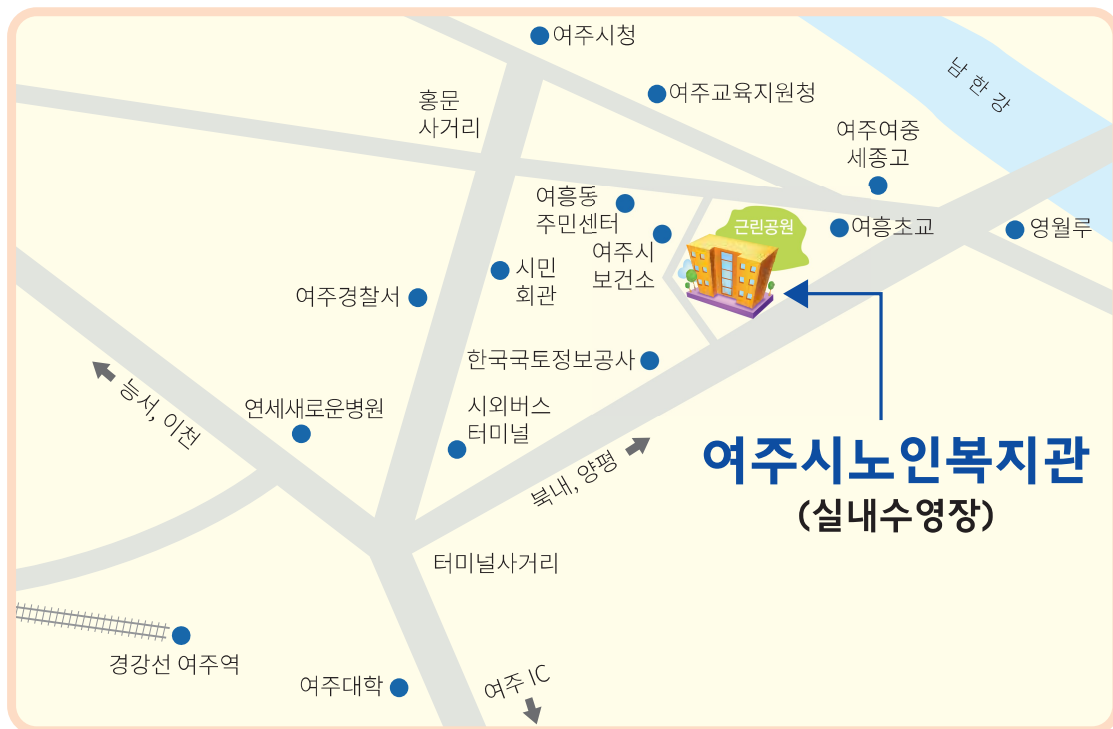 여주시청
여주교육지원청
남한강
홍문
사거리
여주여중
세종고
여흥동
주민센터
근린공원
여흥초교
영월루
여주시
보건소
시민
회관
여주경찰서
한국국토정보공사
능서, 이천
연세새로운병원
시외버스
터미널
북내, 양평
여주시노인복지관
(실내수영장)
터미널사거리
경강선 여주역
여주대학
여주 IC